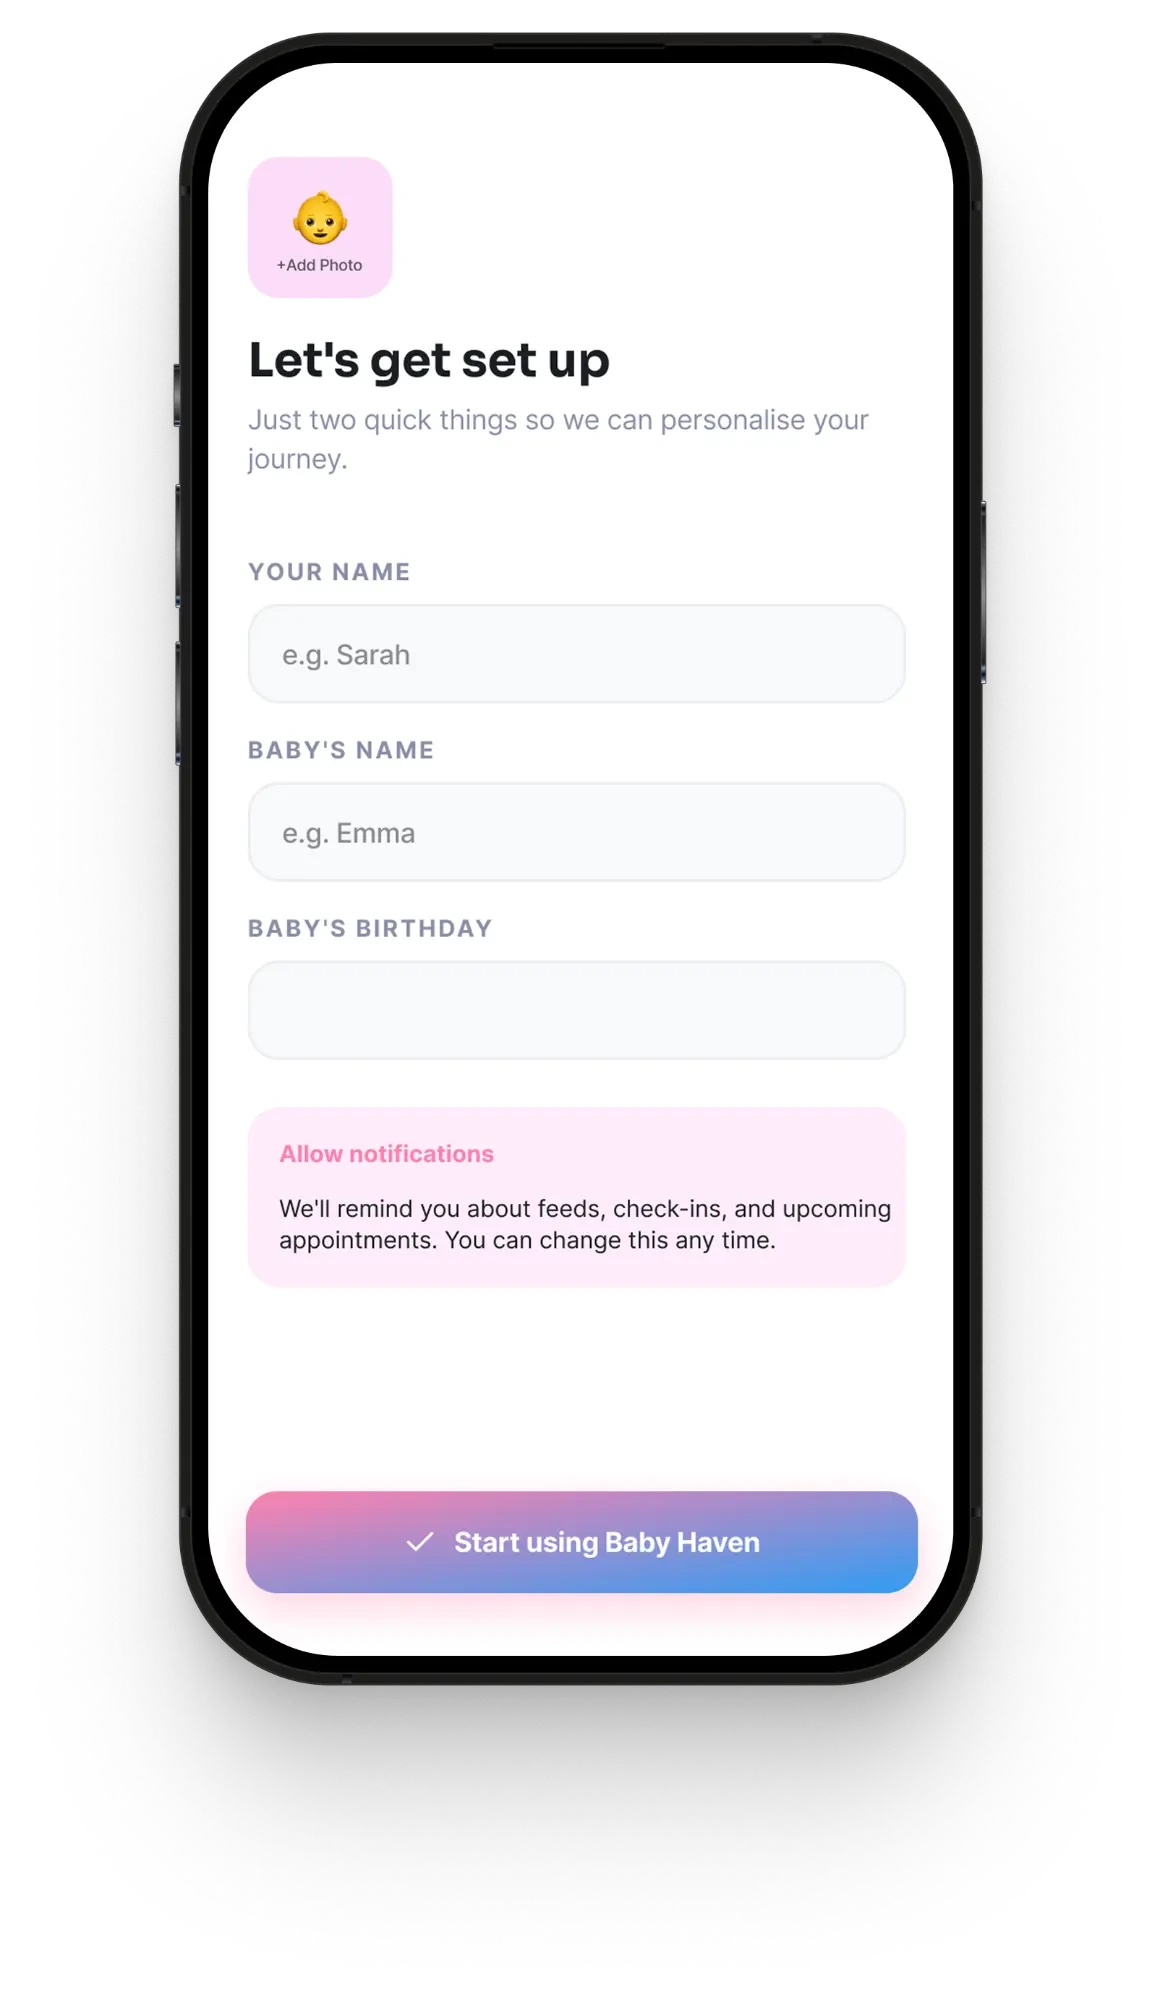 +Add Photo
Let's get set up
Just two quick things so we can personalise your
journey.
YOUR NAME
e.g. Sarah
BABY'S NAME
e.g. Emma
BABY'S BIRTHDAY
Allow notifications
We'll remind you about feeds, check-ins, and upcoming
appointments. You can change this any time.
Start using Baby Haven